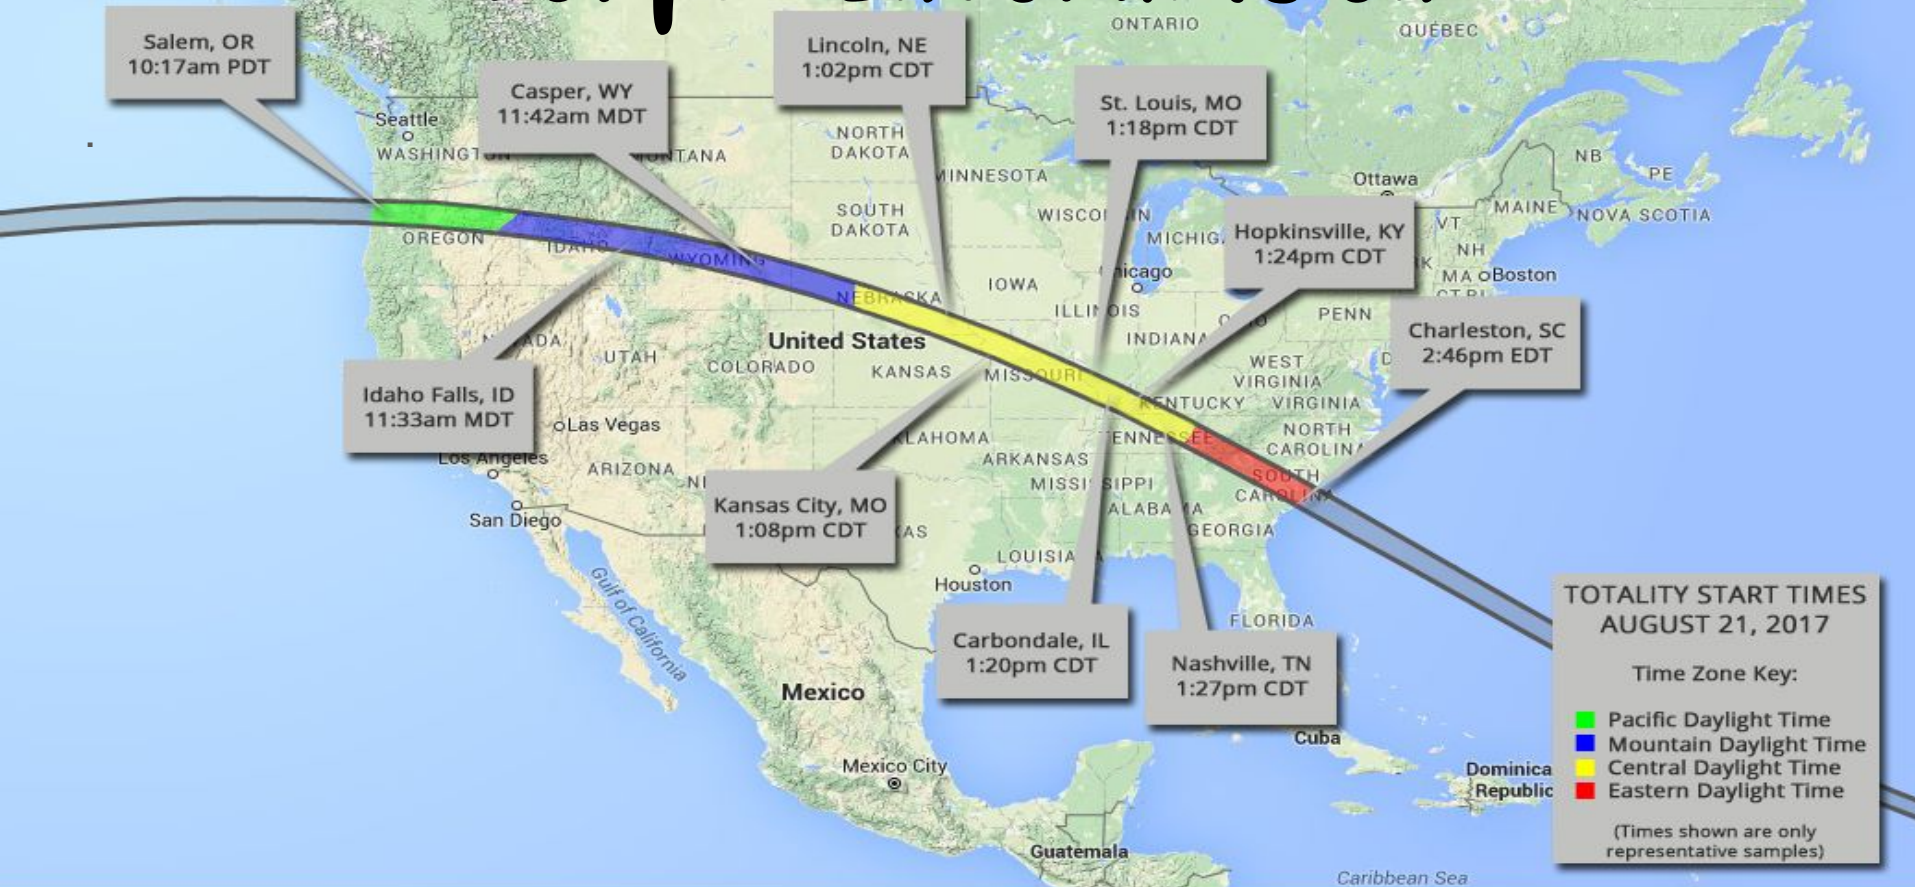 Salem, OR
10:17am PDT
Casper, WY
11:42am MDT
Lincoln, NE
1:02pm CDT
St. Louis, MO
1:18pm CDT
Hopkinsville, KY
1:24pm CDT
Charleston, SC
2:46pm EDT
Idaho Falls, ID
11:33am MDT
Kansas City, MO
1:08pm CDT
Carbondale, IL
1:20pm CDT
Nashville, TN
1:27pm CDT
ONTARIO
QUÉBEC
Seattle
WASHINGTON
MONTANA
NORTH
DAKOTA
MINNESOTA
SOUTH
DAKOTA
WISCONSIN
Ottawa
NB
PE
MAINE
NOVA SCOTIA
VT
NH
MA
Boston
CT RI
OREGON
IDAHO
WYOMING
MICHIG
Chicago
NEBRASKA
IOWA
ILLINOIS
OHIO
PENN
INDIANA
NEVADA
UTAH
United States
COLORADO
KANSAS
MISSOURI
WEST
VIRGINIA
KENTUCKY
VIRGINIA
Las Vegas
Los Angeles
ARIZONA
OKLAHOMA
TENNESSEE
NORTH
CAROLINA
ARKANSAS
MISSISSIPPI
SOUTH
CAROLINA
San Diego
ALABAMA
GEORGIA
LOUISIANA
Houston
FLORIDA
Gulf of California
Mexico
Mexico City
Cuba
Dominica
Republic
Guatemala
Caribbean Sea
TOTALITY START TIMES
AUGUST 21, 2017
Time Zone Key:
Pacific Daylight Time
Mountain Daylight Time
Central Daylight Time
Eastern Daylight Time
(Times shown are only
representative samples)